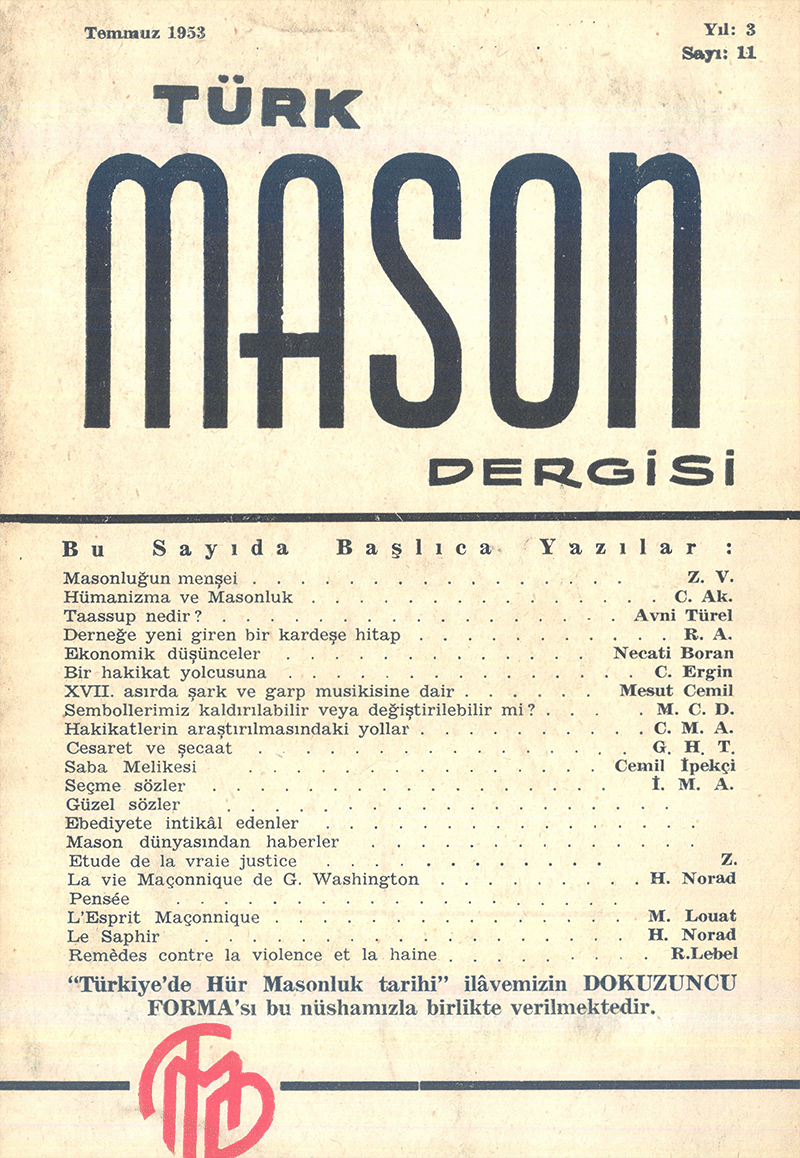 Temmuz 1953
Yıl: 3
Sayı: 11
TÜRK
MASON
DERGİSİ
Bu Sayıda Başlıca Yazılar :
Masonluğun menşei . . . . . . . . . . . . . . . . Z. V.
Hümanizma ve Masonluk . . . . . . . . . . . . . . C. Ak.
Taassup nedir? . . . . . . . . . . . . . . . . . Avni Türel
Derneğe yeni giren bir kardeşe hitap . . . . . . . . . . R. A.
Ekonomik düşünceler . . . . . . . . . . . . . . Necati Boran
Bir hakikat yolcusuna . . . . . . . . . . . . . . . C. Ergin
XVII. asırda şark ve garp musikisine dair . . . . . . Mesut Cemil
Sembollerimiz kaldırılabilir veya değiştirilebilir mi? . . . . M. C. D.
Hakikatlerin araştırılmasındaki yollar . . . . . . . . . C. M. A.
Cesaret ve şecaat . . . . . . . . . . . . . . . . G. H. T.
Saba Melikesi . . . . . . . . . . . . . . . Cemil İpekçi
Seçme sözler . . . . . . . . . . . . . . . . . İ. M. A.
Güzel sözler . . . . . . . . . . . . . . . . . .
Ebediyete intikâl edenler . . . . . . . . . . . . . . . .
Mason dünyasından haberler . . . . . . . . . . . . . .
Etude de la vraie justice . . . . . . . . . . . . Z.
La vie Maçonnique de G. Washington . . . . . . . . . H. Norad
Pensée . . . . . . . . . . . . . . . . . .
L'Esprit Maçonnique . . . . . . . . . . . . . . . M. Louat
Le Saphir . . . . . . . . . . . . . . . . . . H. Norad
Remèdes contre la violence et la haine . . . . . . . . . R.Lebel
“Türkiye'de Hür Masonluk tarihi” ilâvemizin DOKUZUNCU
FORMA'sı bu nüshamızla birlikte verilmektedir.